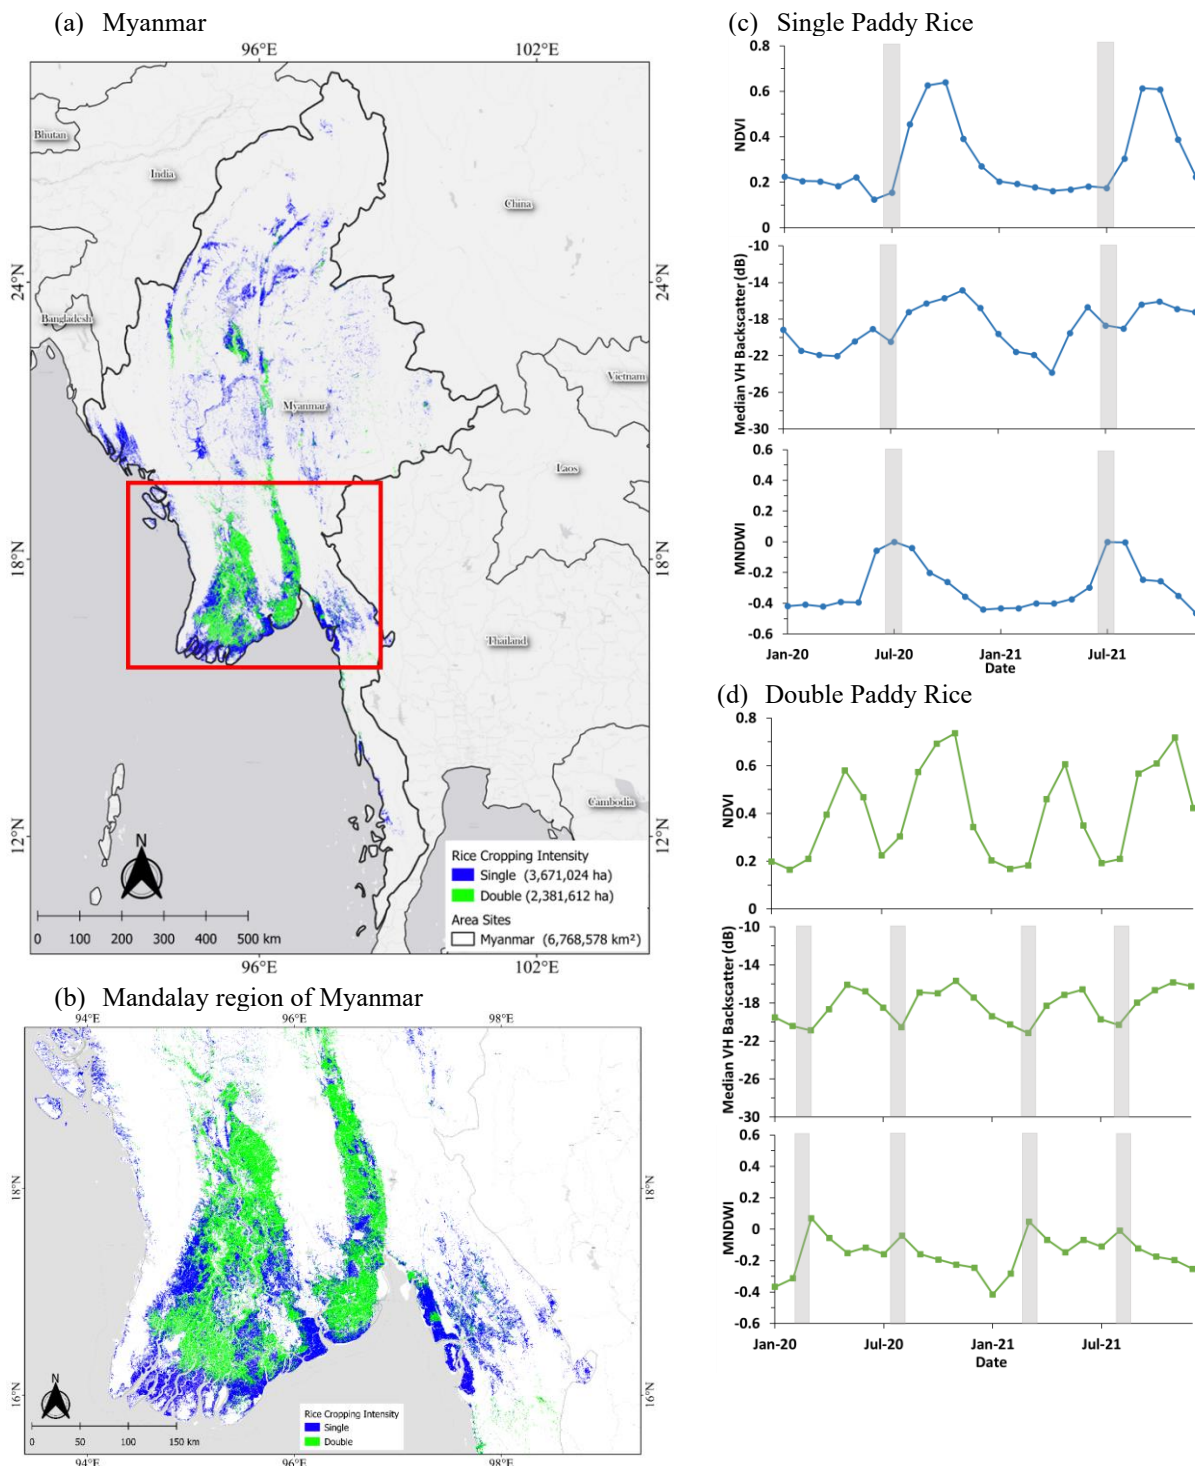 (a) Myanmar
96°E 102°E
Bhutan
India
China
24°N
24°N
Bangladesh
Vietnam
Myanmar
Laos
18°N
18°N
Thailand
Cambodia
12°N
12°N
N
0 100 200 300 400 500 km
Rice Cropping Intensity
Single (3,671,024 ha)
Double (2,381,612 ha)
Area Sites
Myanmar (6,768,578 km²)
96°E 102°E
(b) Mandalay region of Myanmar
94°E 96°E 98°E
18°N
18°N
16°N
16°N
N
0 50 100 150 km
Rice Cropping Intensity
Single
Double
94°E 96°E 98°E
(c) Single Paddy Rice
NDVI
0.8
0.6
0.4
0.2
0
Median VH Backscatter (dB)
-10
-14
-18
-22
-26
-30
MNDWI
0.6
0.4
0.2
0
-0.2
-0.4
-0.6
Jan-20 Jul-20 Jan-21 Jul-21
Date
(d) Double Paddy Rice
NDVI
0.8
0.6
0.4
0.2
0
Median VH Backscatter (dB)
-10
-14
-18
-22
-26
-30
MNDWI
0.6
0.4
0.2
0
-0.2
-0.4
-0.6
Jan-20 Jul-20 Jan-21 Jul-21
Date